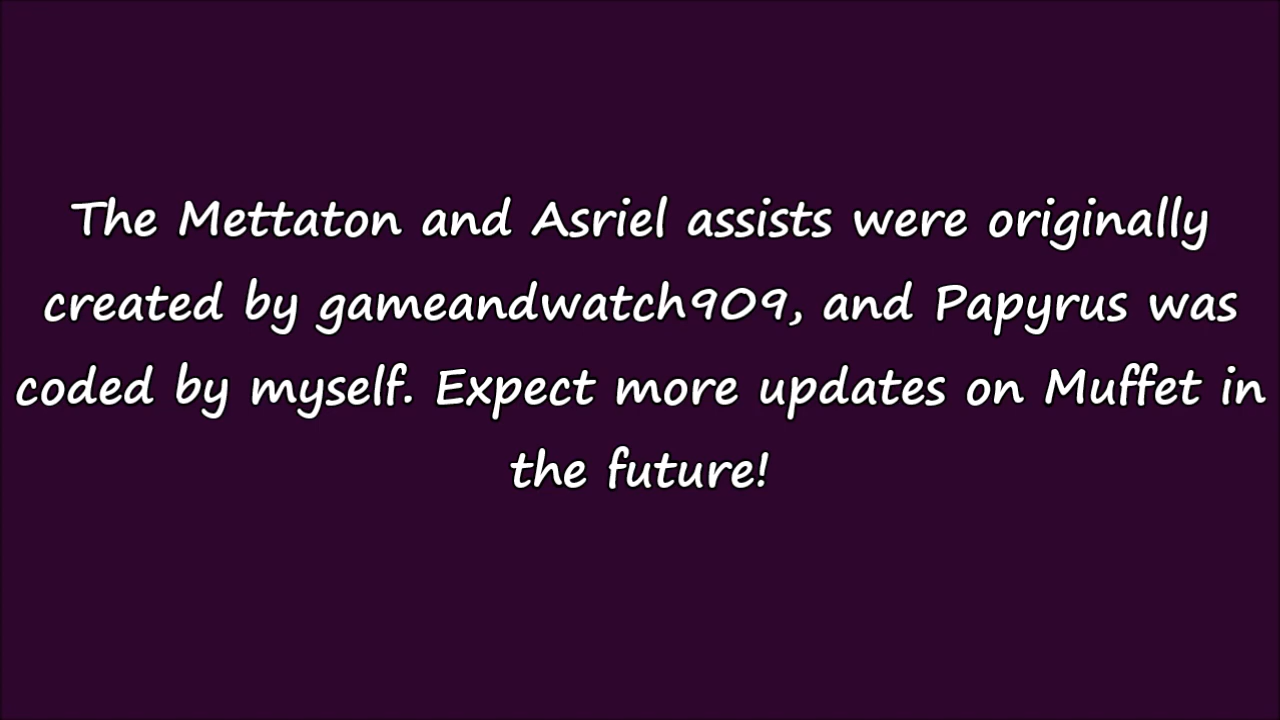 The Mettaton and Asriel assists were originally
created by gameandwatch909, and Papyrus was
coded by myself. Expect more updates on Muffet in
the future!